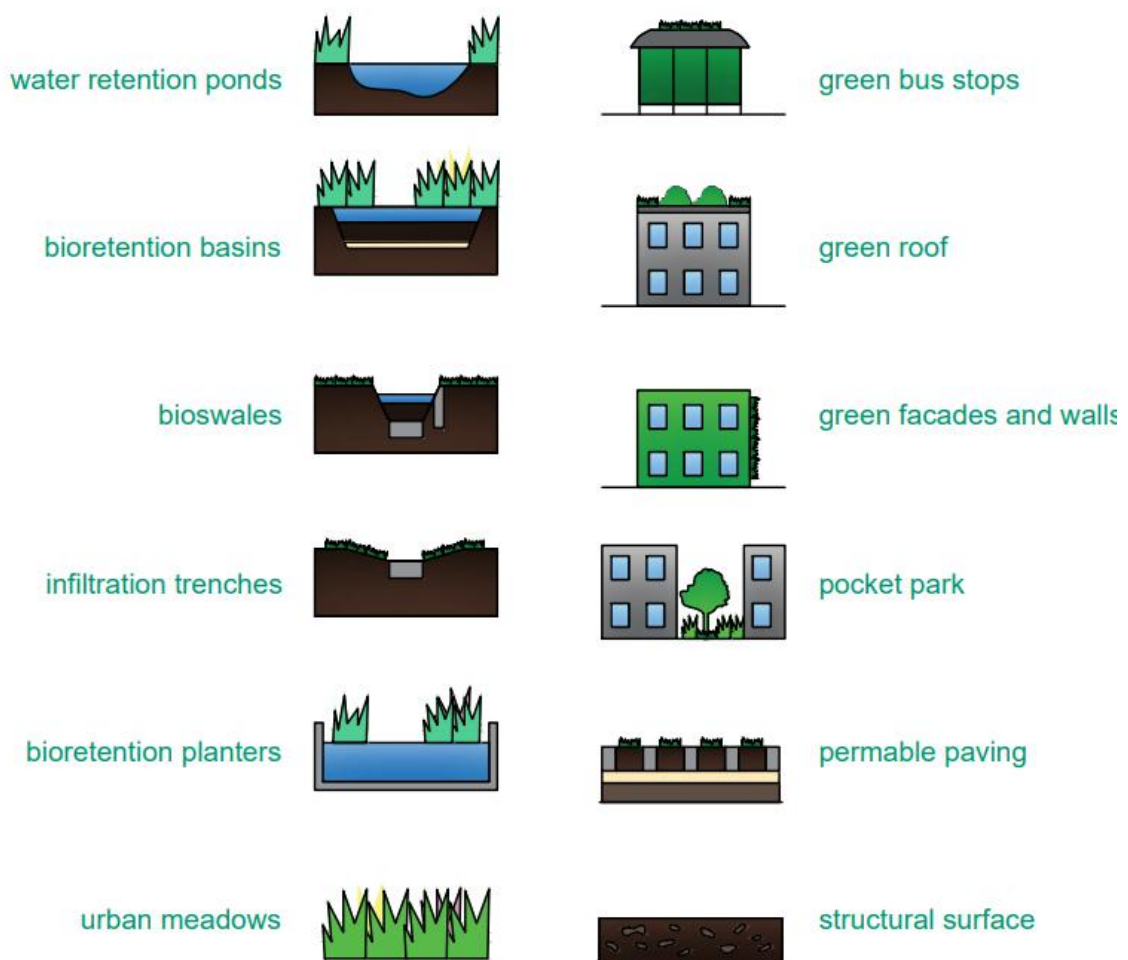 water retention ponds
green bus stops
bioretention basins
green roof
bioswales
green facades and walls
infiltration trenches
pocket park
bioretention planters
permable paving
urban meadows
structural surface